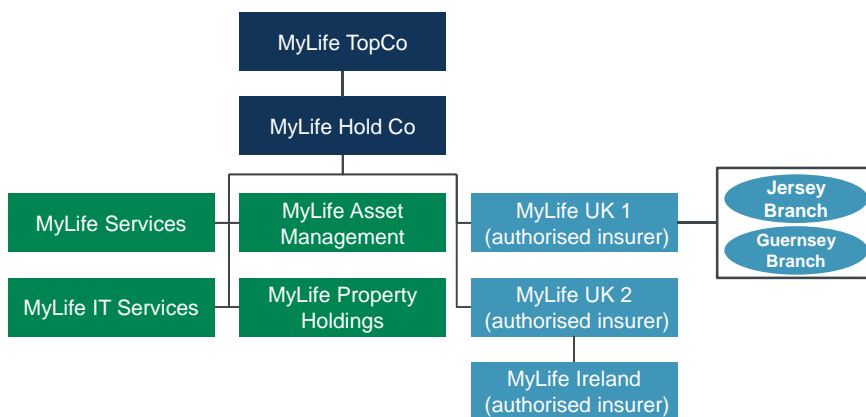 MyLife TopCo
MyLife Hold Co
MyLife Services
MyLife Asset
Management
MyLife UK 1
(authorised insurer)
Jersey
Branch
Guernsey
Branch
MyLife IT Services
MyLife Property
Holdings
MyLife UK 2
(authorised insurer)
MyLife Ireland
(authorised insurer)